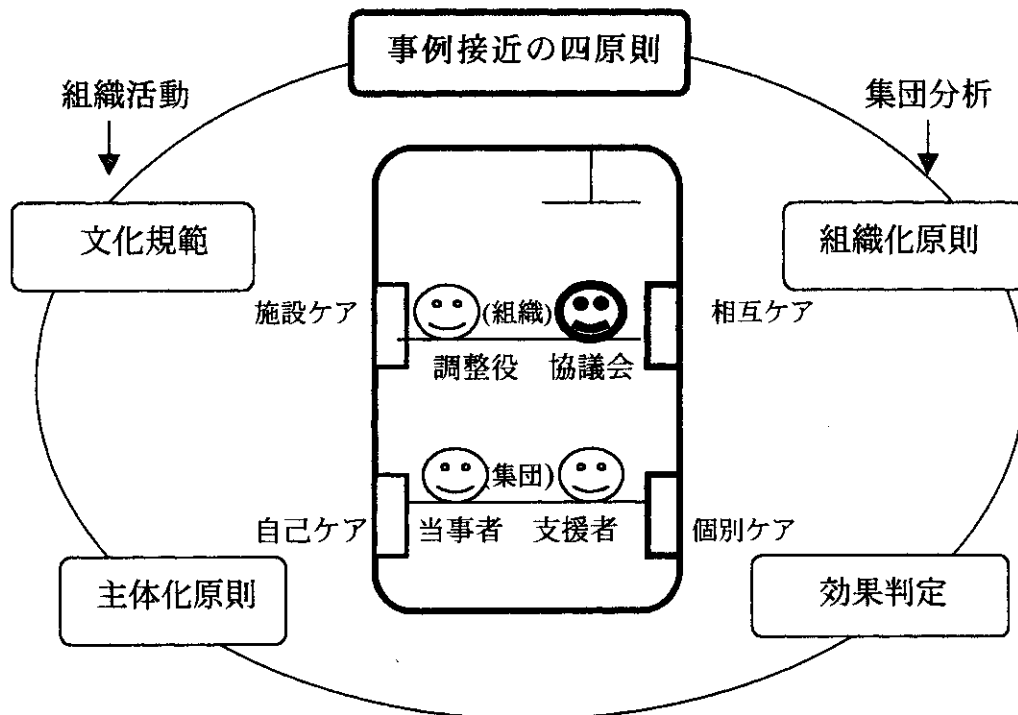 事例接近の四原則
組織活動
集団分析
文化規範
組織化原則
施設ケア
(組織)
相互ケア
調整役
協議会
(集団)
自己ケア
当事者
支援者
個別ケア
主体化原則
効果判定